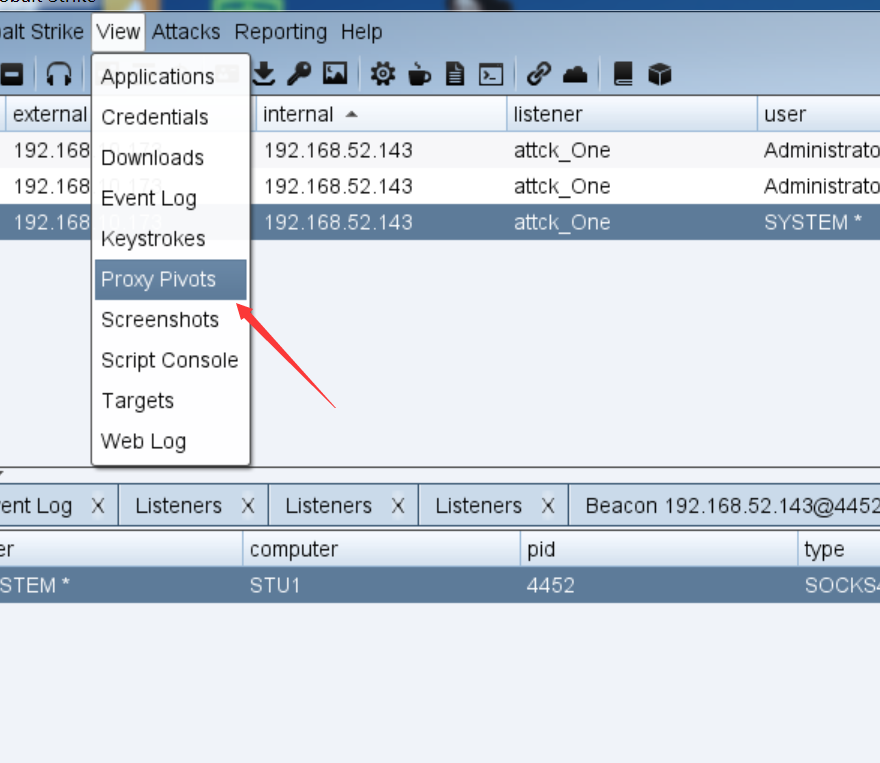 alt Strike View Attacks Reporting Help
Applications
Credentials
Downloads
Event Log
Keystrokes
Proxy Pivots
Screenshots
Script Console
Targets
Web Log
external internal listener user
192.168 192.168.52.143 attck_One Administrato
192.168 192.168.52.143 attck_One Administrato
192.168 192.168.52.143 attck_One SYSTEM *
ent Log X Listeners X Listeners X Listeners X Beacon 192.168.52.143@4452
er computer pid type
STEM * STU1 4452 SOCKS4